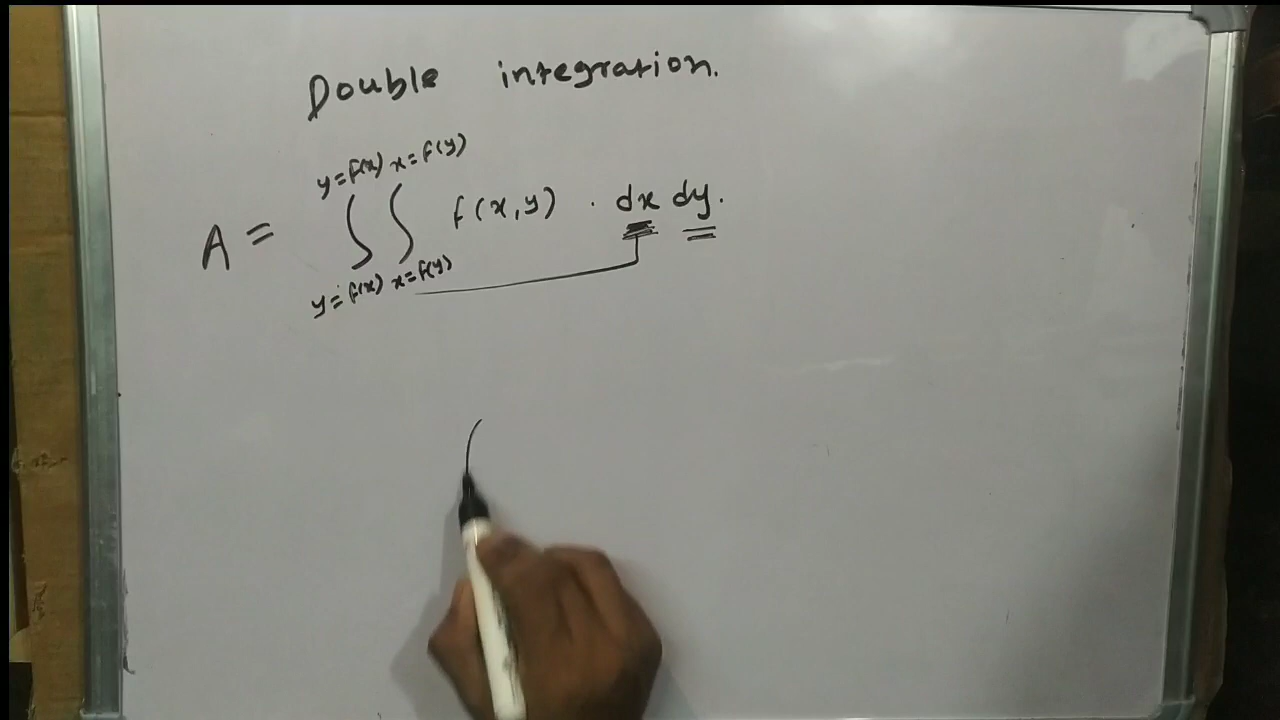 Double integration.
y=f(x) x=f(y)
A = ∫∫ f(x,y) . dx dy.
y=f(x) x=f(y)